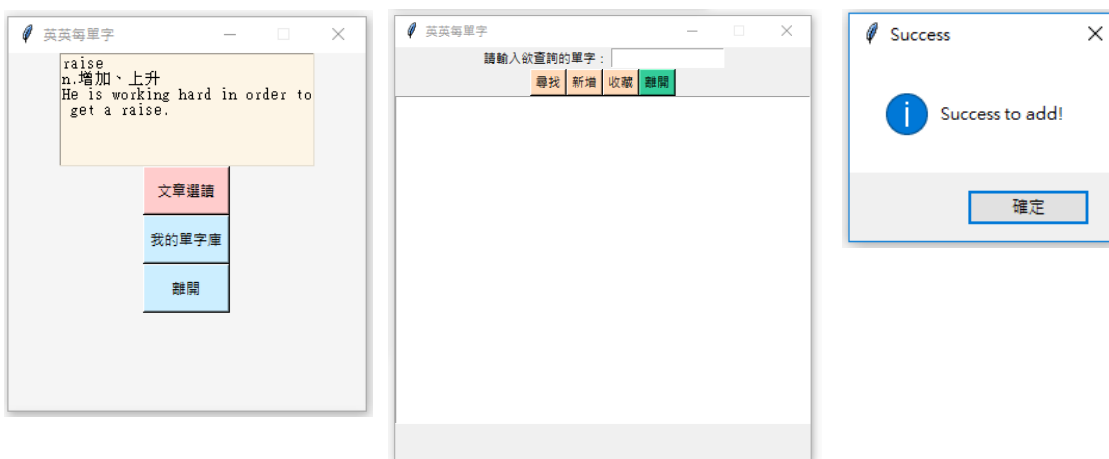 英英每單字
raise
n.增加、上升
He is working hard in order to
get a raise.
文章選讀
我的單字庫
離開
英英每單字
請輸入欲查詢的單字：
尋找 新增 收藏 離開
Success
Success to add!
確定